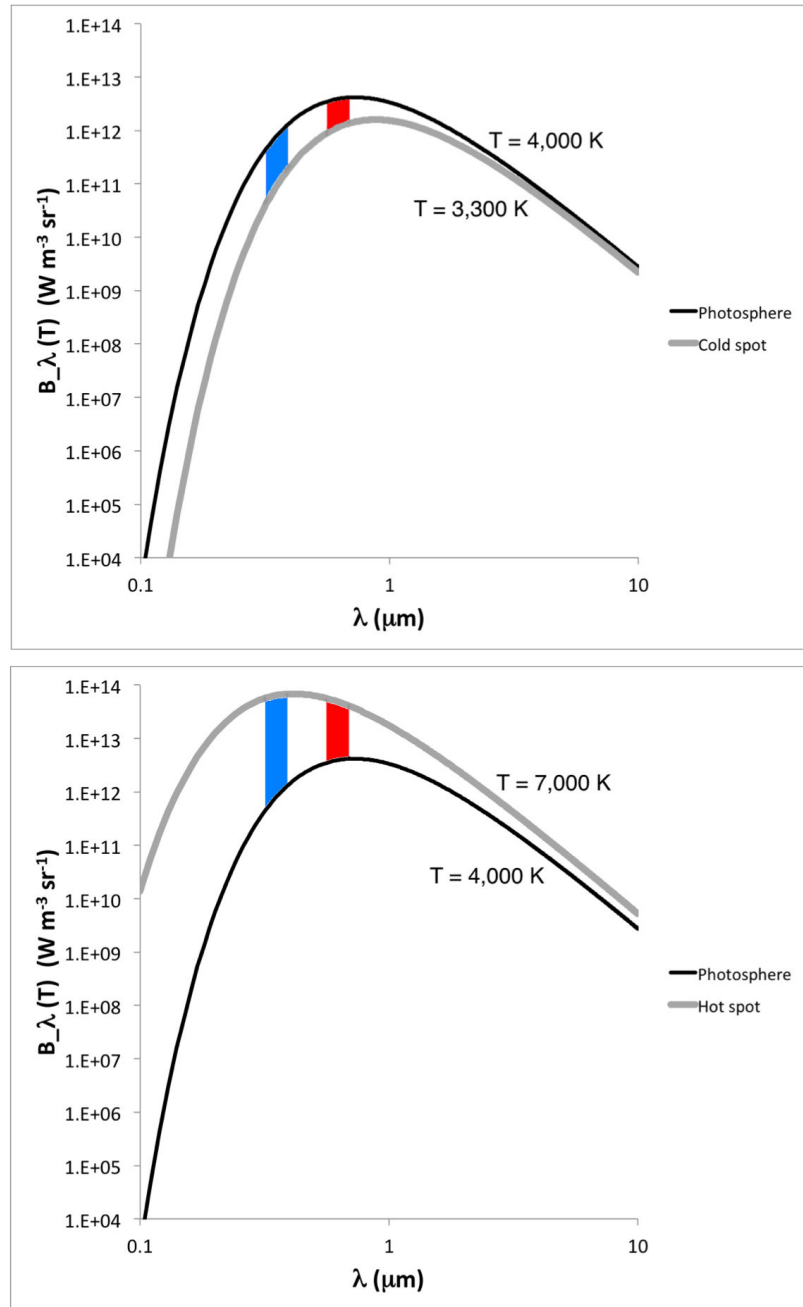 1.E+14
1.E+13
1.E+12
1.E+11
1.E+10
1.E+09
1.E+08
1.E+07
1.E+06
1.E+05
1.E+04
B_λ (T) (W m-3 sr-1)
T = 4,000 K
T = 3,300 K
Photosphere
Cold spot
0.1 1 10
λ (μm)
1.E+14
1.E+13
1.E+12
1.E+11
1.E+10
1.E+09
1.E+08
1.E+07
1.E+06
1.E+05
1.E+04
B_λ (T) (W m-3 sr-1)
T = 7,000 K
T = 4,000 K
Photosphere
Hot spot
0.1 1 10
λ (μm)